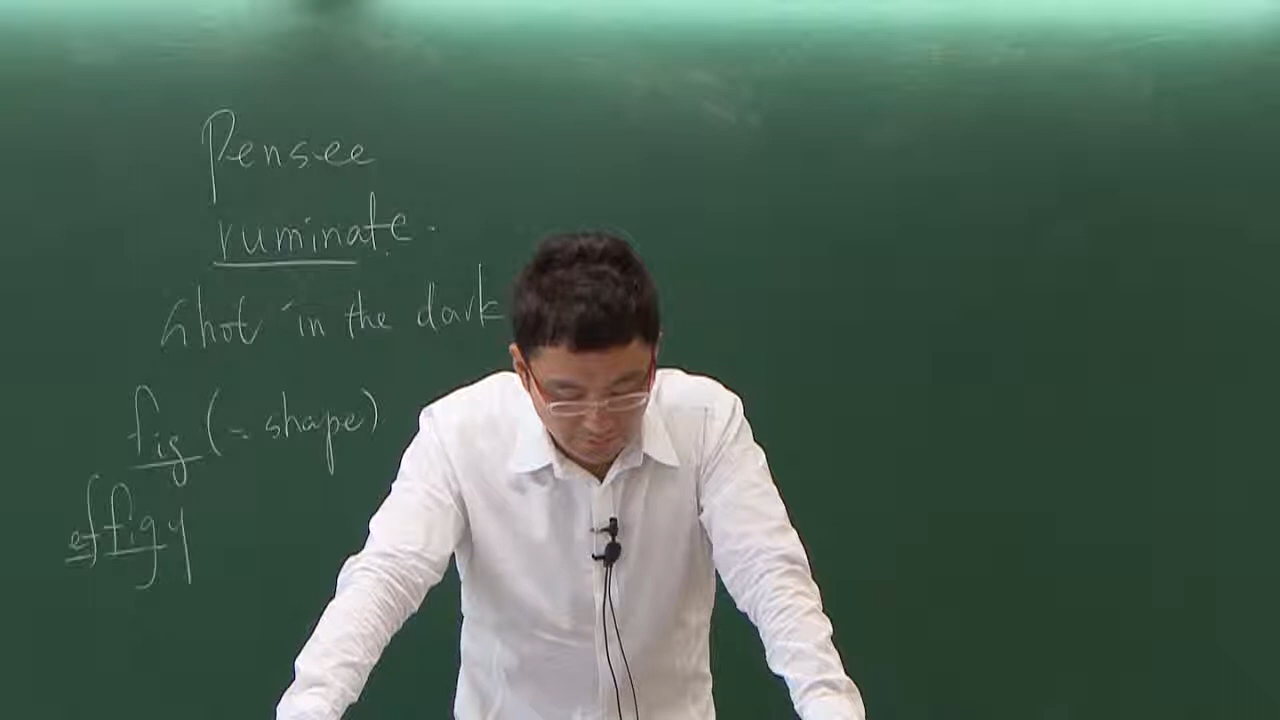 Pensee
ruminate.
shot in the dark
fig (= shape)
effigy